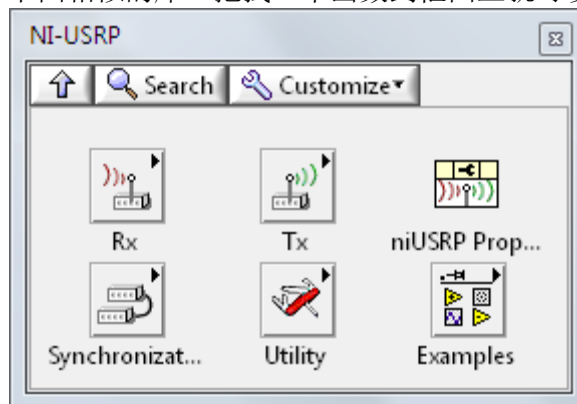 NI-USRP
Search Customize
Rx Tx niUSRP Prop...
Synchronizat... Utility Examples